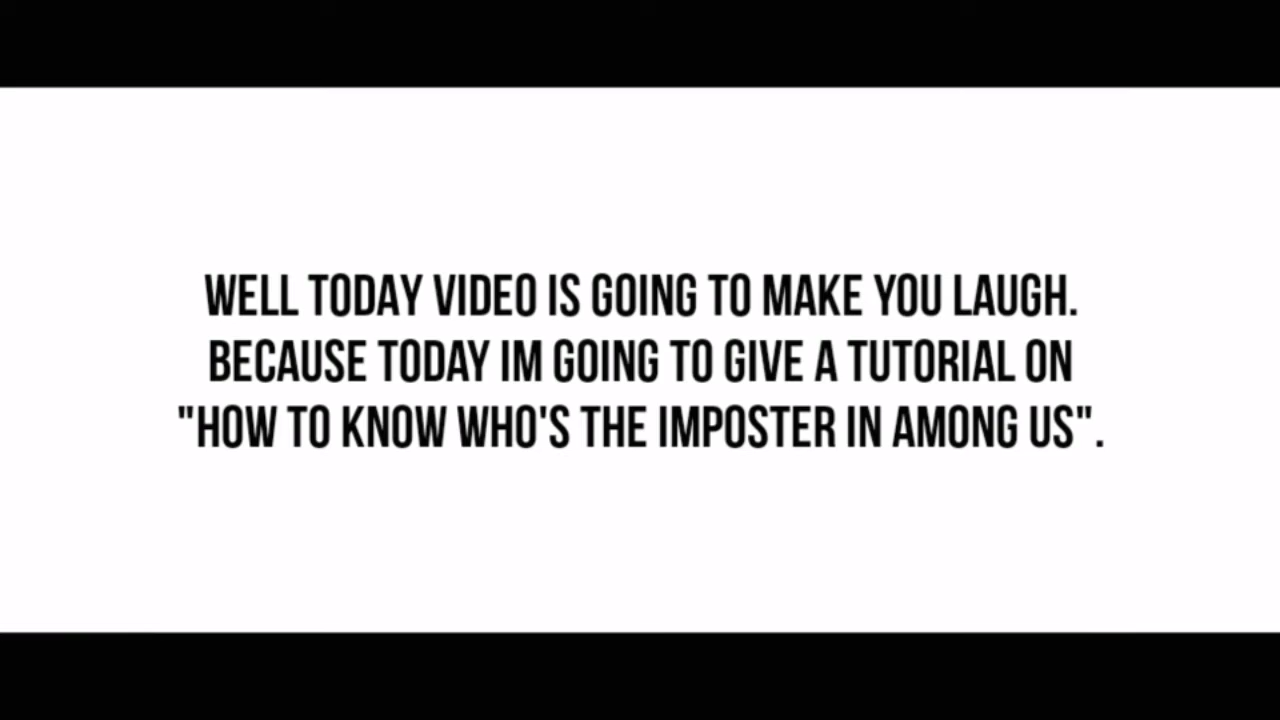 WELL TODAY VIDEO IS GOING TO MAKE YOU LAUGH.
BECAUSE TODAY IM GOING TO GIVE A TUTORIAL ON
"HOW TO KNOW WHO'S THE IMPOSTER IN AMONG US".